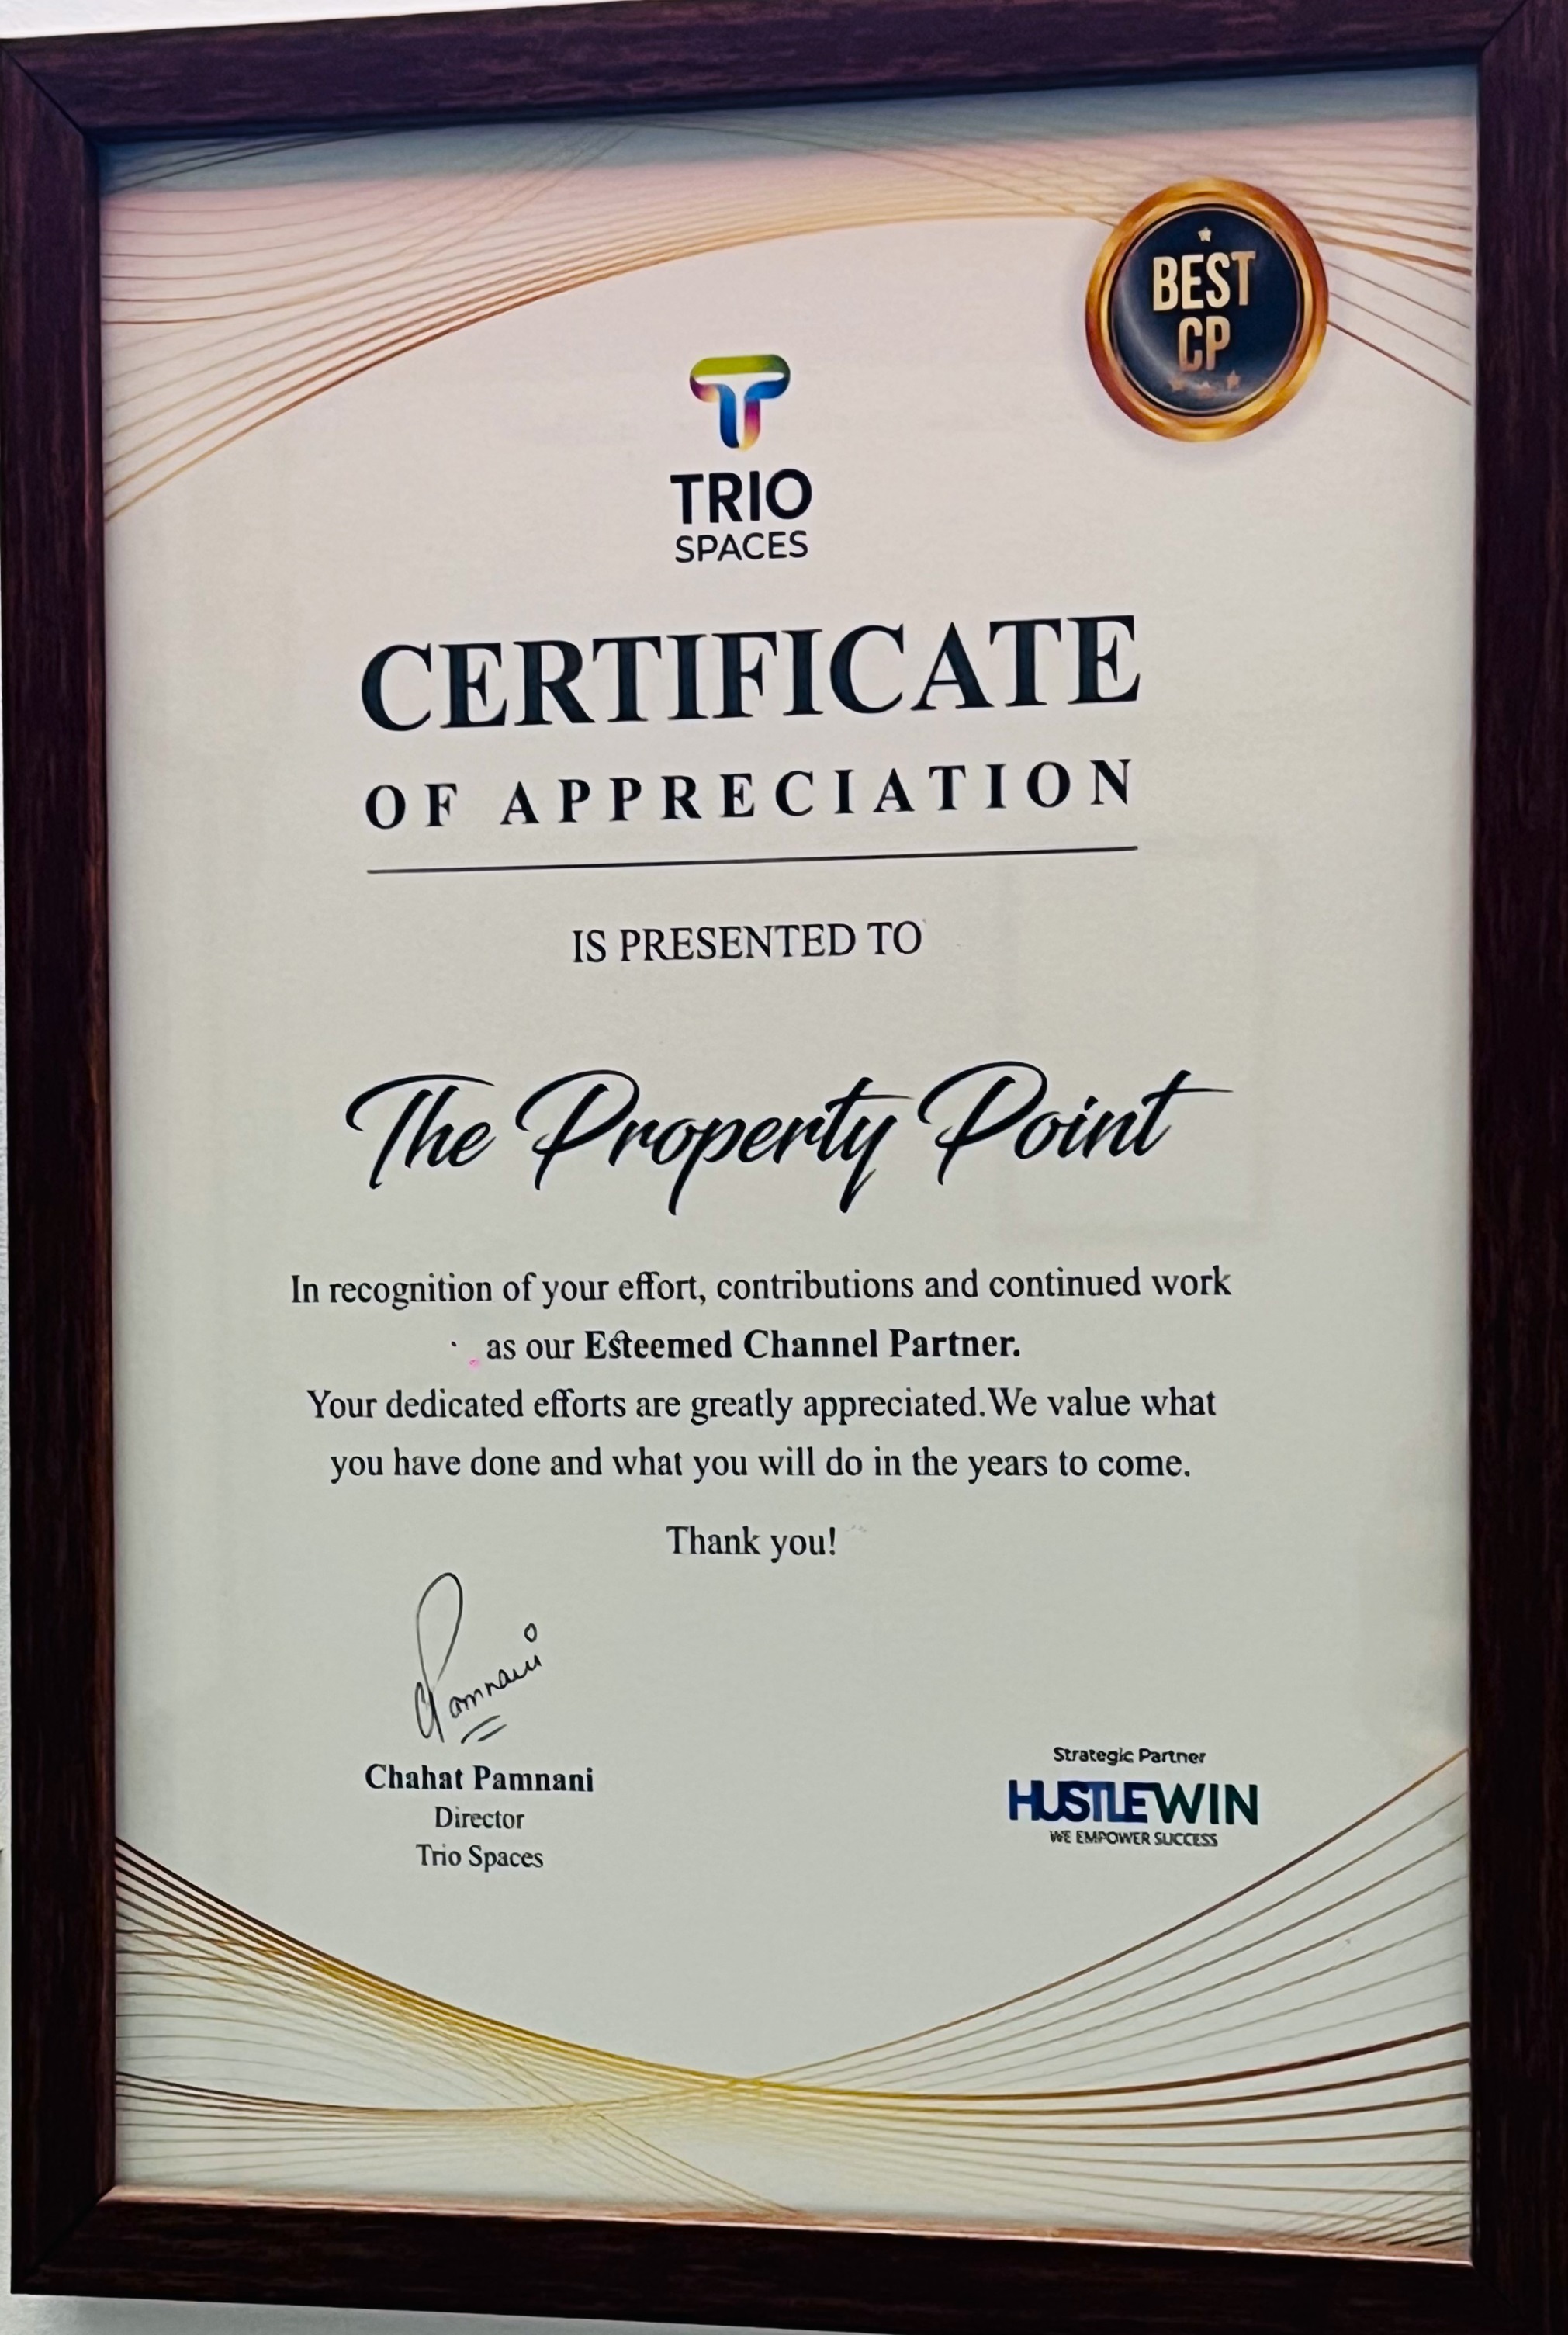 BEST
CP
TRIO
SPACES
CERTIFICATE
OF APPRECIATION
IS PRESENTED TO
The Property Point
In recognition of your effort, contributions and continued work
as our Esteemed Channel Partner.
Your dedicated efforts are greatly appreciated.We value what
you have done and what you will do in the years to come.
Thank you!
Pamnani
Chahat Pamnani
Director
Trio Spaces
Strategic Partner
HUSTLEWIN
WE EMPOWER SUCCESS